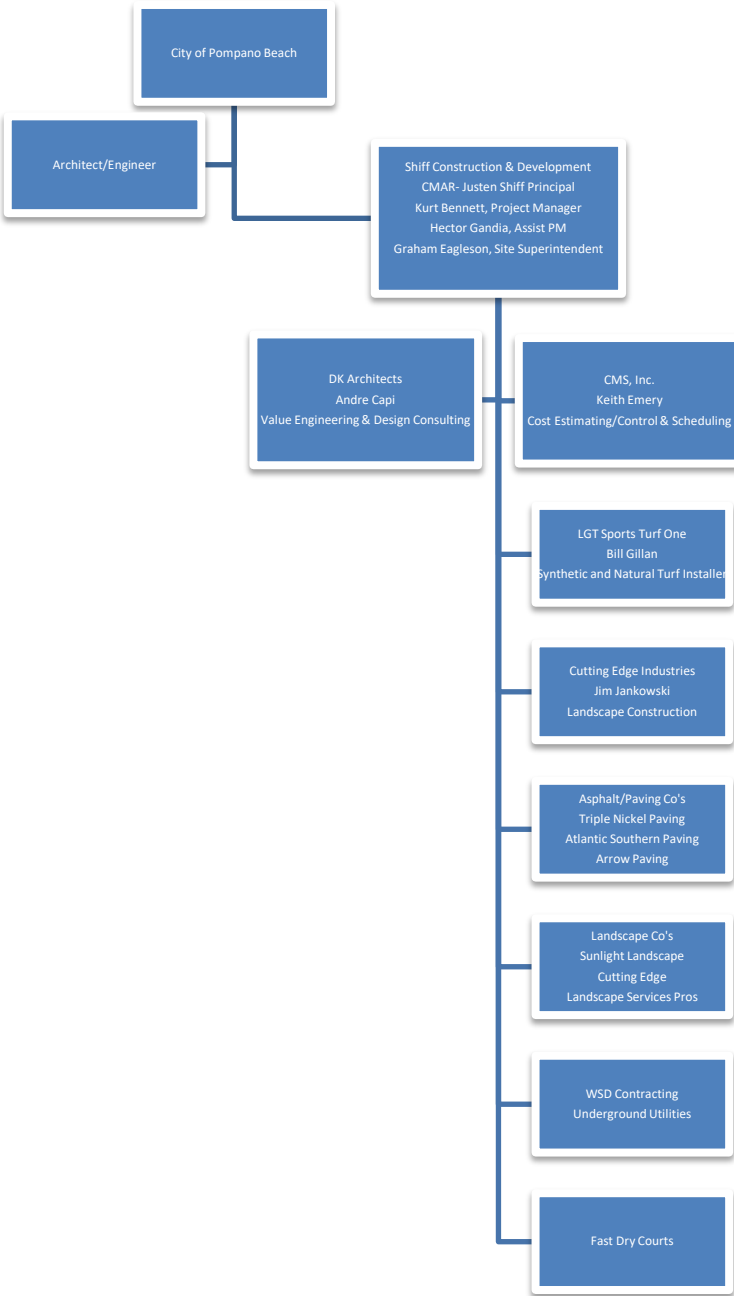 City of Pompano Beach
Architect/Engineer
Shiff Construction & Development
CMAR- Justen Shiff Principal
Kurt Bennett, Project Manager
Hector Gandia, Assist PM
Graham Eagleson, Site Superintendent
DK Architects
Andre Capi
Value Engineering & Design Consulting
CMS, Inc.
Keith Emery
Cost Estimating/Control & Scheduling
LGT Sports Turf One
Bill Gillan
Synthetic and Natural Turf Installer
Cutting Edge Industries
Jim Jankowski
Landscape Construction
Asphalt/Paving Co's
Triple Nickel Paving
Atlantic Southern Paving
Arrow Paving
Landscape Co's
Sunlight Landscape
Cutting Edge
Landscape Services Pros
WSD Contracting
Underground Utilities
Fast Dry Courts